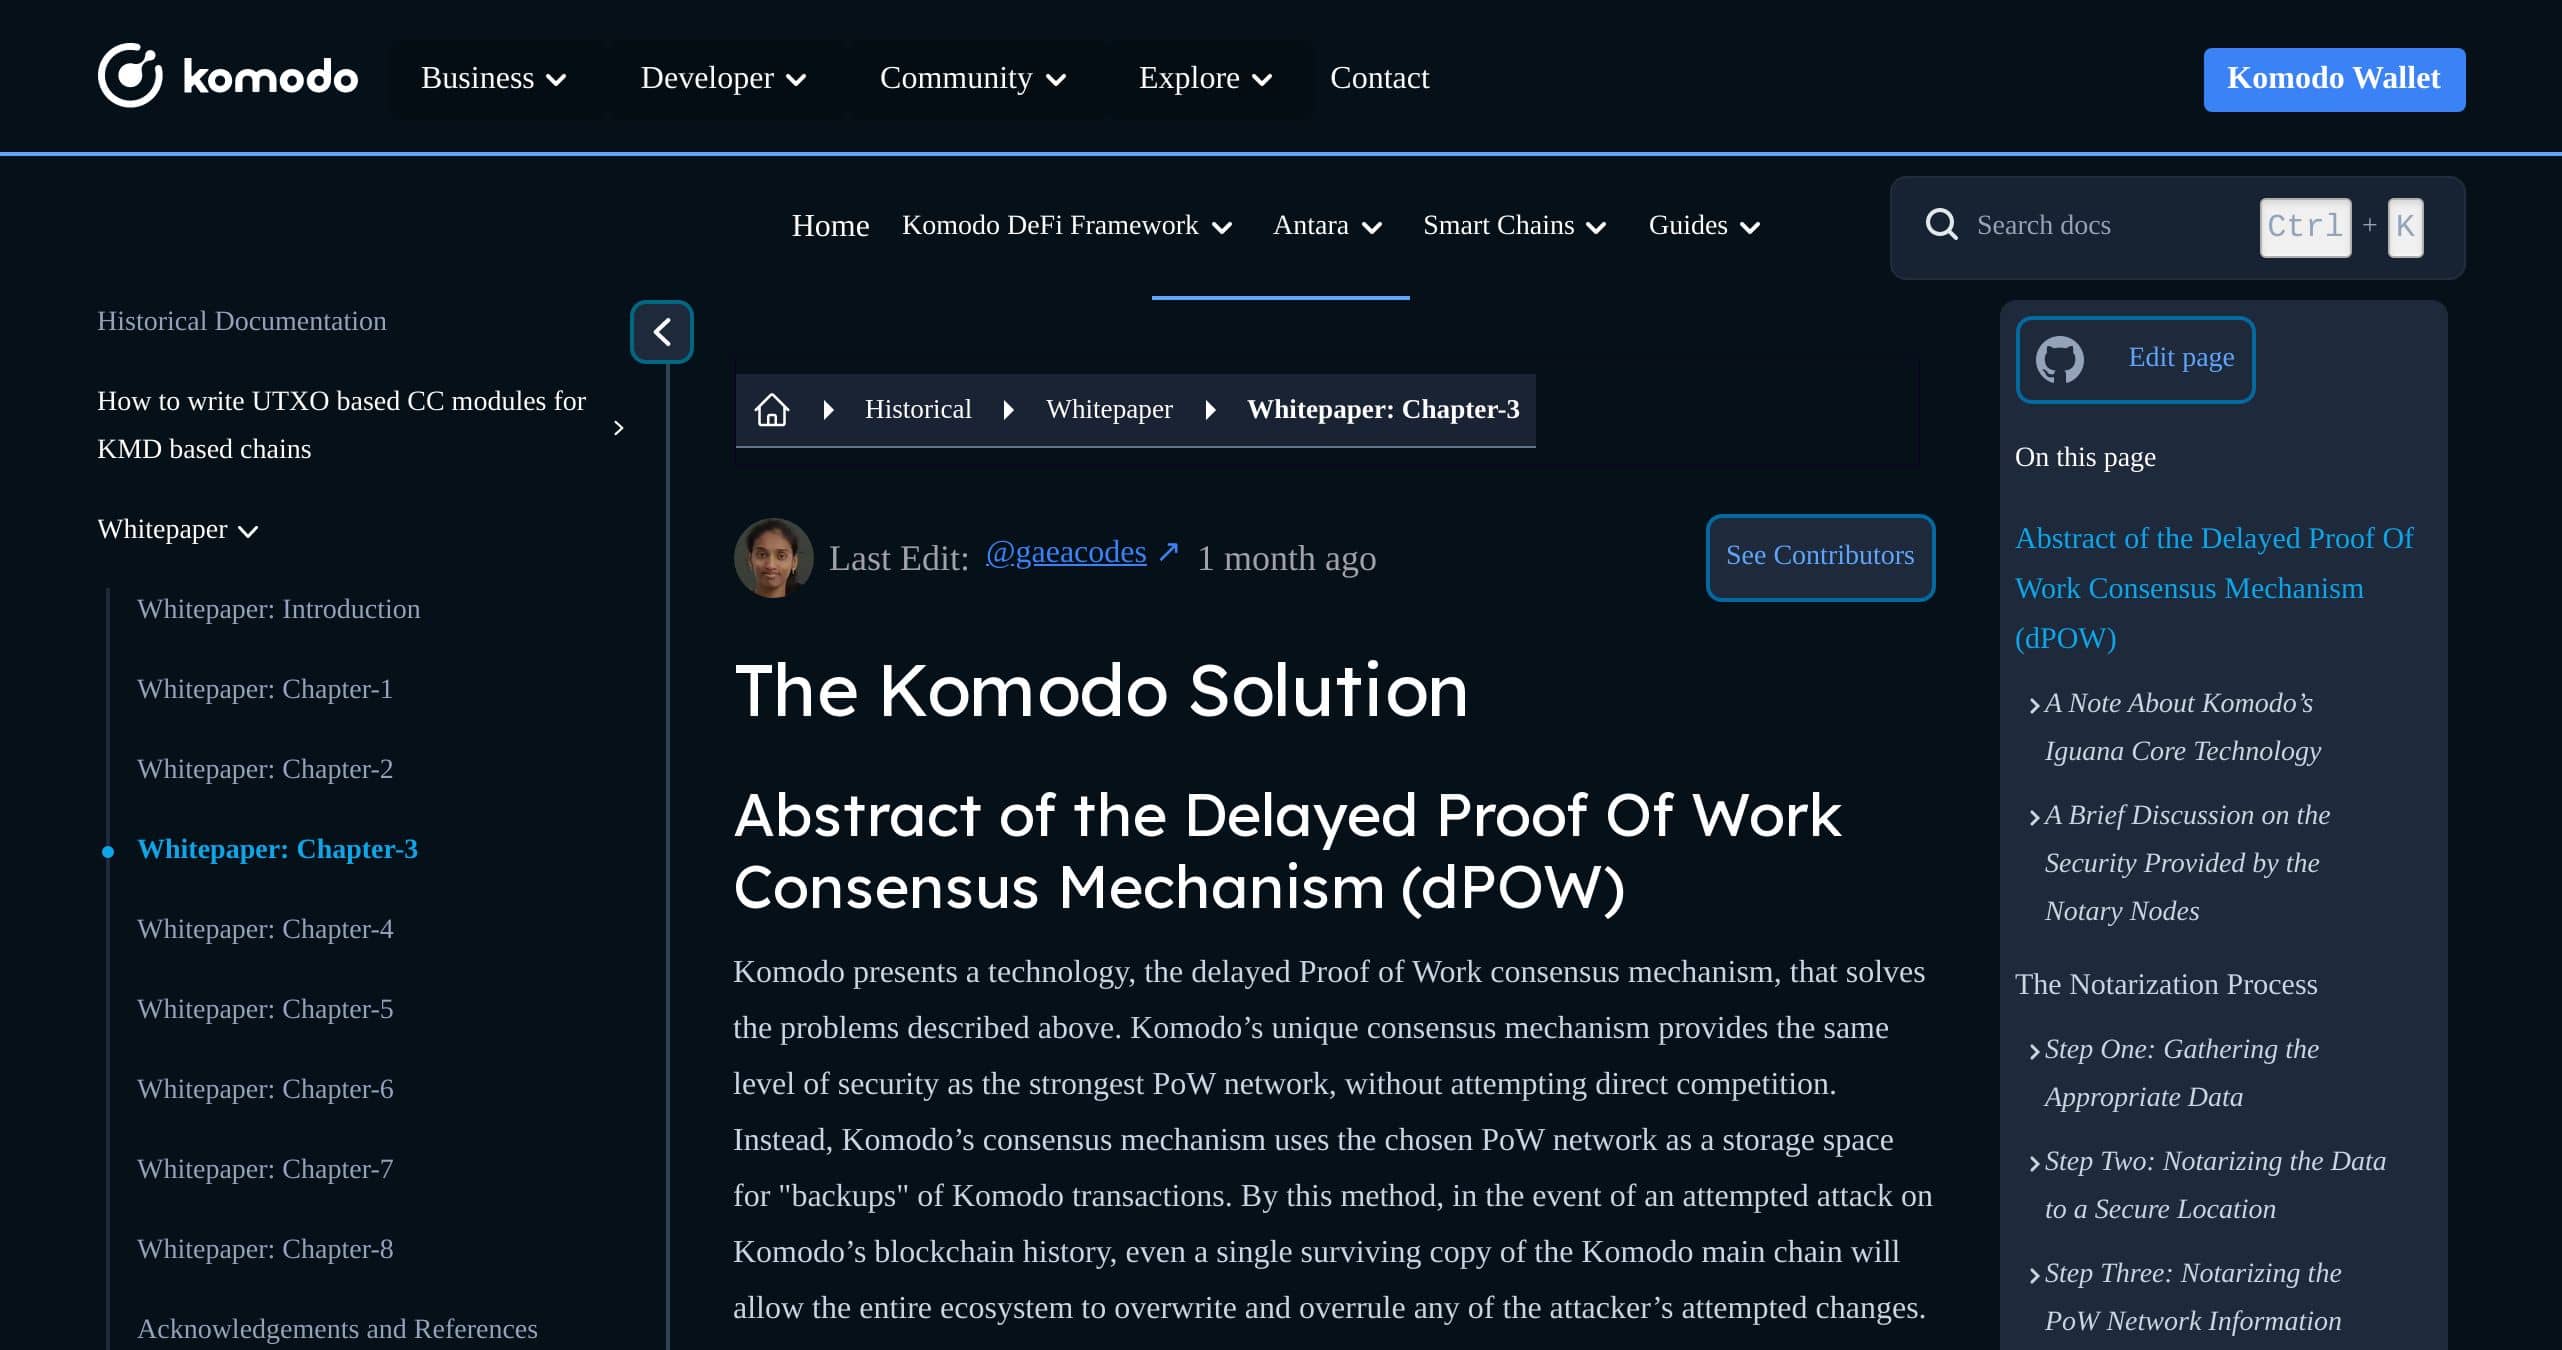 komodo
Business
Developer
Community
Explore
Contact
Komodo Wallet
Home
Komodo DeFi Framework
Antara
Smart Chains
Guides
Search docs
Ctrl + K
Historical Documentation
How to write UTXO based CC modules for
KMD based chains
Whitepaper
Whitepaper: Introduction
Whitepaper: Chapter-1
Whitepaper: Chapter-2
Whitepaper: Chapter-3
Whitepaper: Chapter-4
Whitepaper: Chapter-5
Whitepaper: Chapter-6
Whitepaper: Chapter-7
Whitepaper: Chapter-8
Acknowledgements and References
Historical
Whitepaper
Whitepaper: Chapter-3
Last Edit: @gaeacodes ↗ 1 month ago
See Contributors
The Komodo Solution
Abstract of the Delayed Proof Of Work
Consensus Mechanism (dPOW)
Komodo presents a technology, the delayed Proof of Work consensus mechanism, that solves
the problems described above. Komodo’s unique consensus mechanism provides the same
level of security as the strongest PoW network, without attempting direct competition.
Instead, Komodo’s consensus mechanism uses the chosen PoW network as a storage space
for "backups" of Komodo transactions. By this method, in the event of an attempted attack on
Komodo’s blockchain history, even a single surviving copy of the Komodo main chain will
allow the entire ecosystem to overwrite and overrule any of the attacker’s attempted changes.
Edit page
On this page
Abstract of the Delayed Proof Of
Work Consensus Mechanism
(dPOW)
A Note About Komodo’s
Iguana Core Technology
A Brief Discussion on the
Security Provided by the
Notary Nodes
The Notarization Process
Step One: Gathering the
Appropriate Data
Step Two: Notarizing the Data
to a Secure Location
Step Three: Notarizing the
PoW Network Information